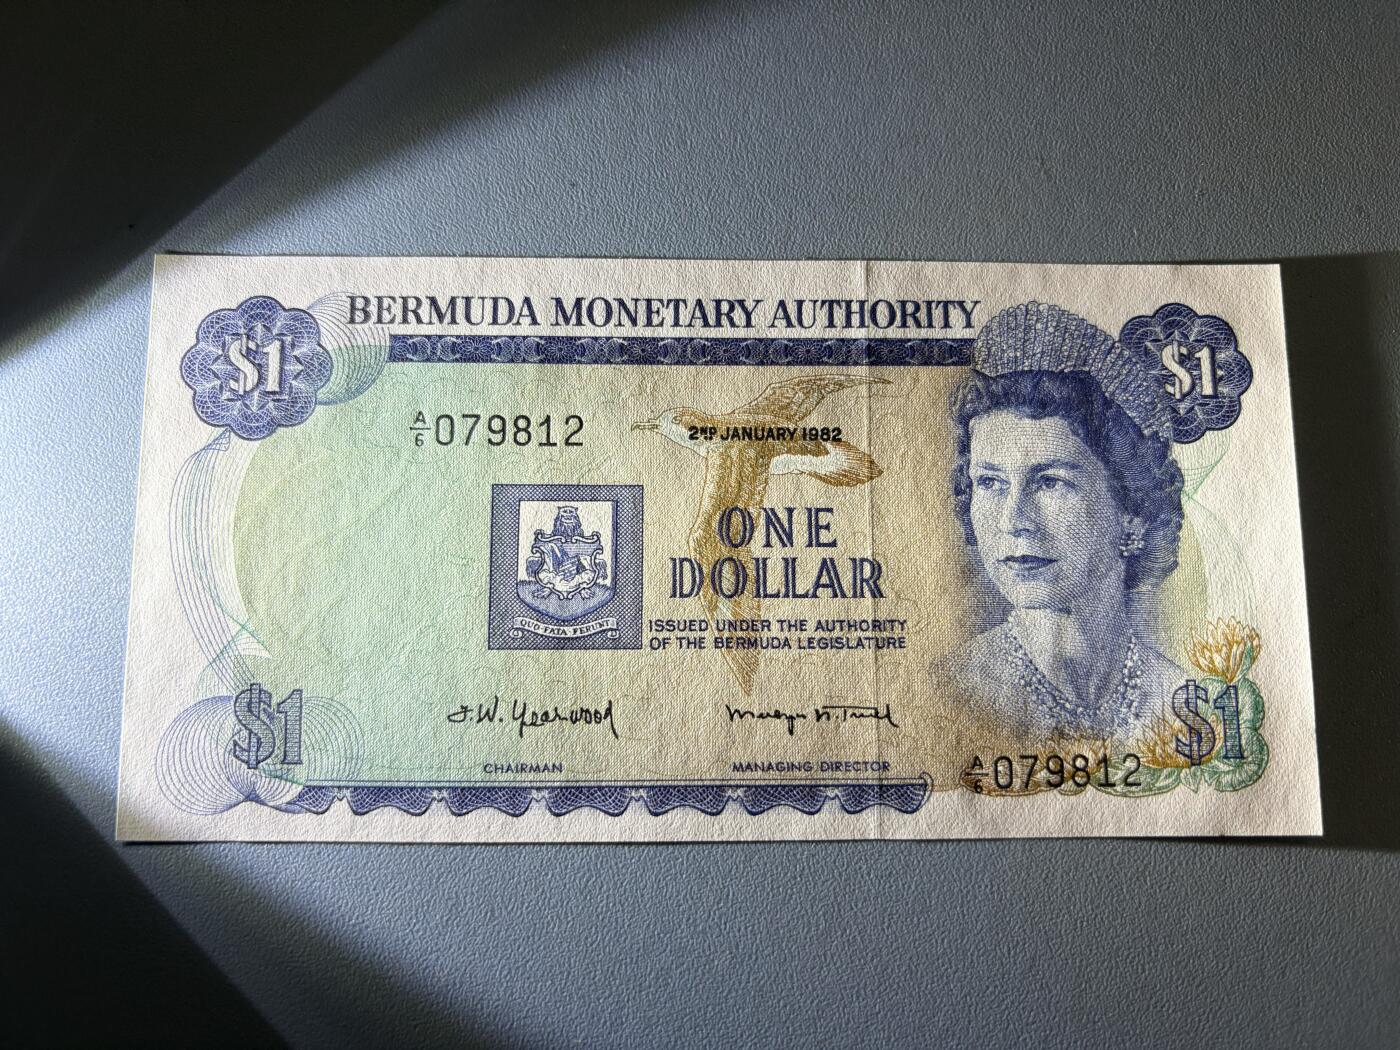 BERMUDA MONETARY AUTHORITY
$1
$1
A/6 079812
2ND JANUARY 1982
ONE
DOLLAR
QUO FATA FERUNT
ISSUED UNDER THE AUTHORITY
OF THE BERMUDA LEGISLATURE
J.W. Yearwood
CHAIRMAN
MANAGING DIRECTOR
$1
$1
A/6 079812